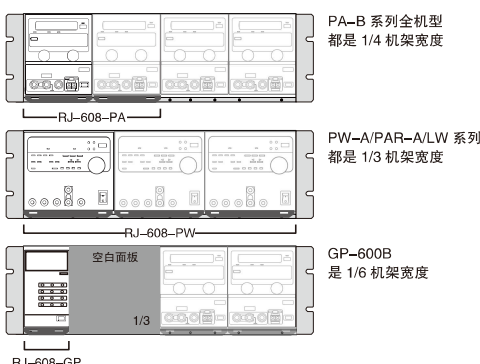 PA-B 系列全机型
都是 1/4 机架宽度
RJ-608-PA
PW-A/PAR-A/LW 系列
都是 1/3 机架宽度
RJ-608-PW
空白面板
1/3
GP-600B
是 1/6 机架宽度
RJ-608-GP